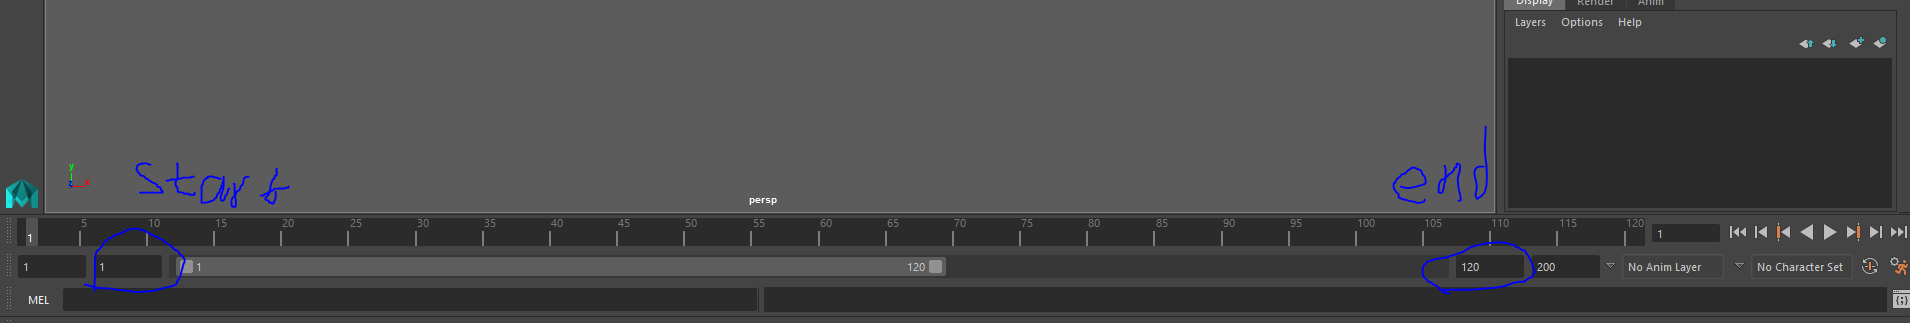 Display Render Anim
Layers Options Help
start
end
y
x
z
persp
5 10 15 20 25 30 35 40 45 50 55 60 65 70 75 80 85 90 95 100 105 110 115 120
1
1
1 1 1 120 120 200 No Anim Layer No Character Set
MEL